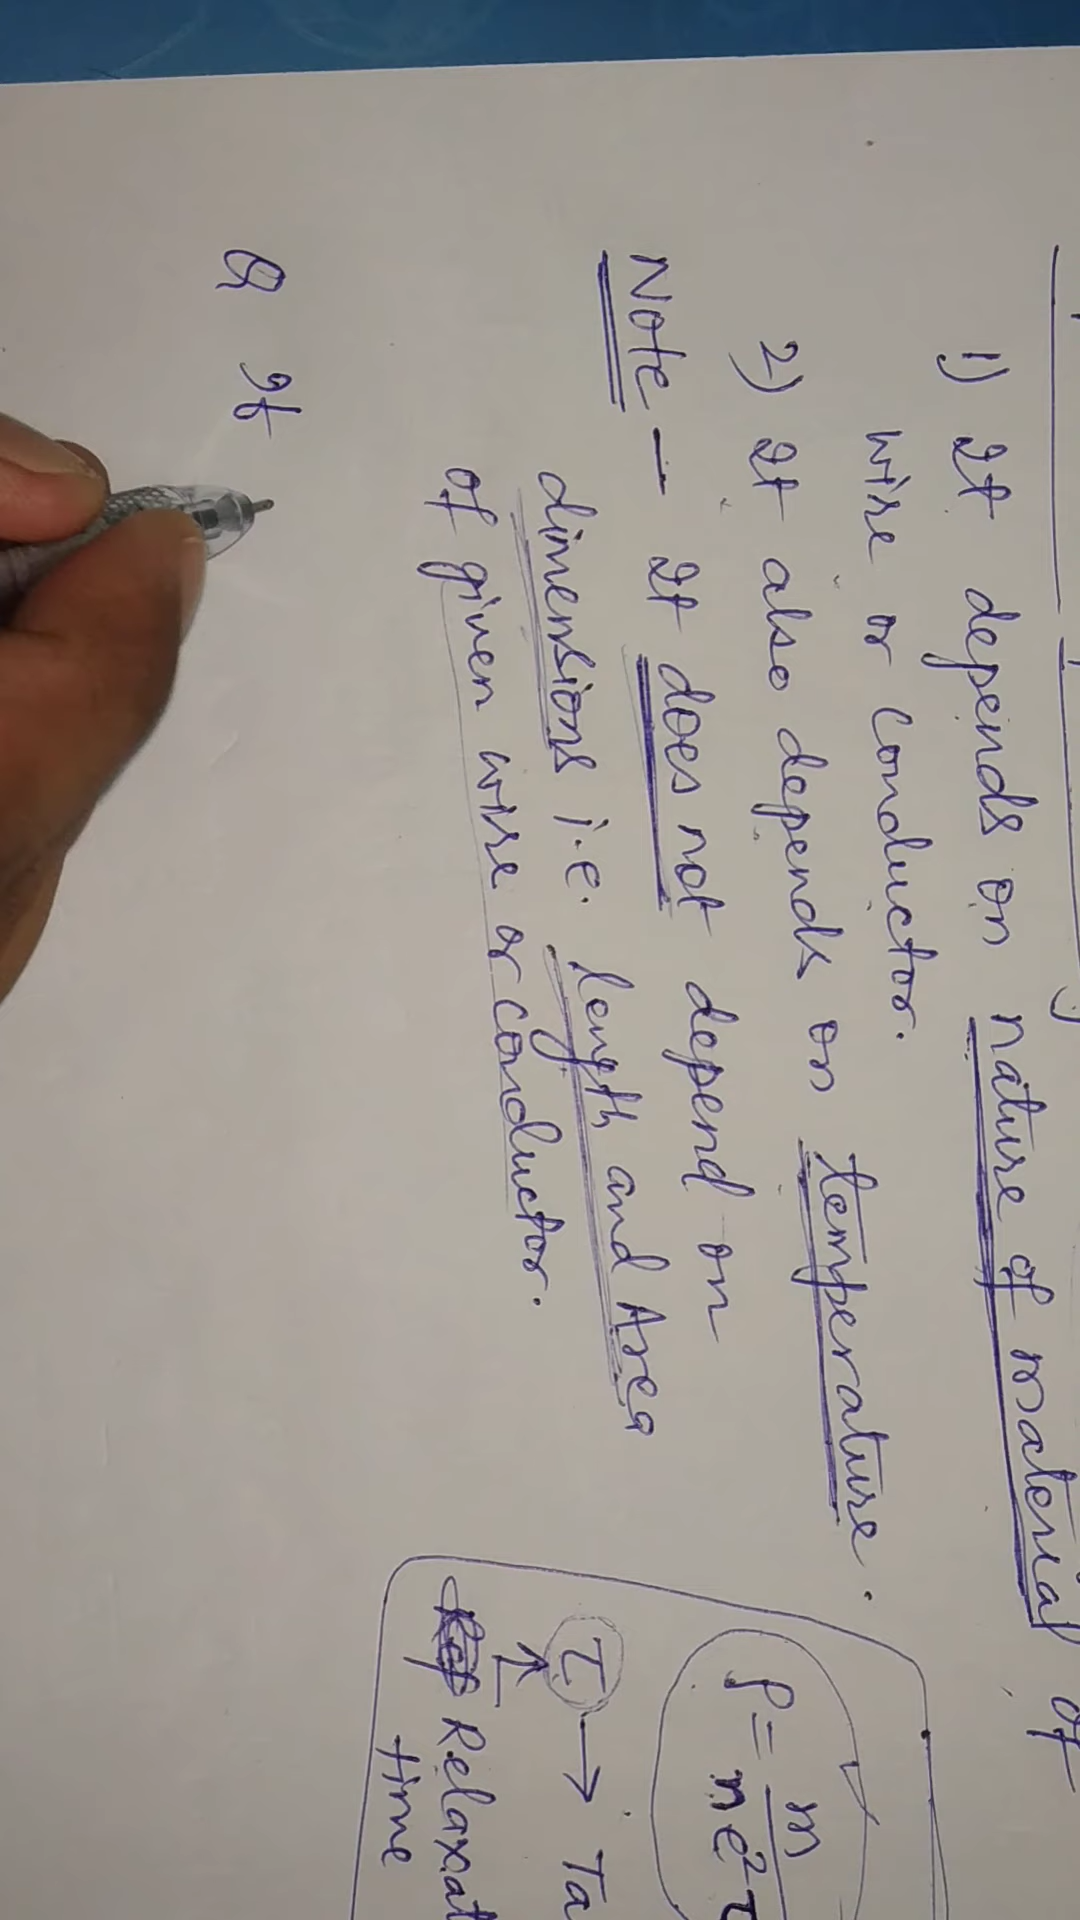 1) It depends on nature of material of
wire or conductor.
2) It also depends on temperature.
Note - It does not depend on
dimensions i.e. length and Area
of given wire or conductor.
Q If
ρ = m
ne²τ
τ → Ta
Relaxat
time